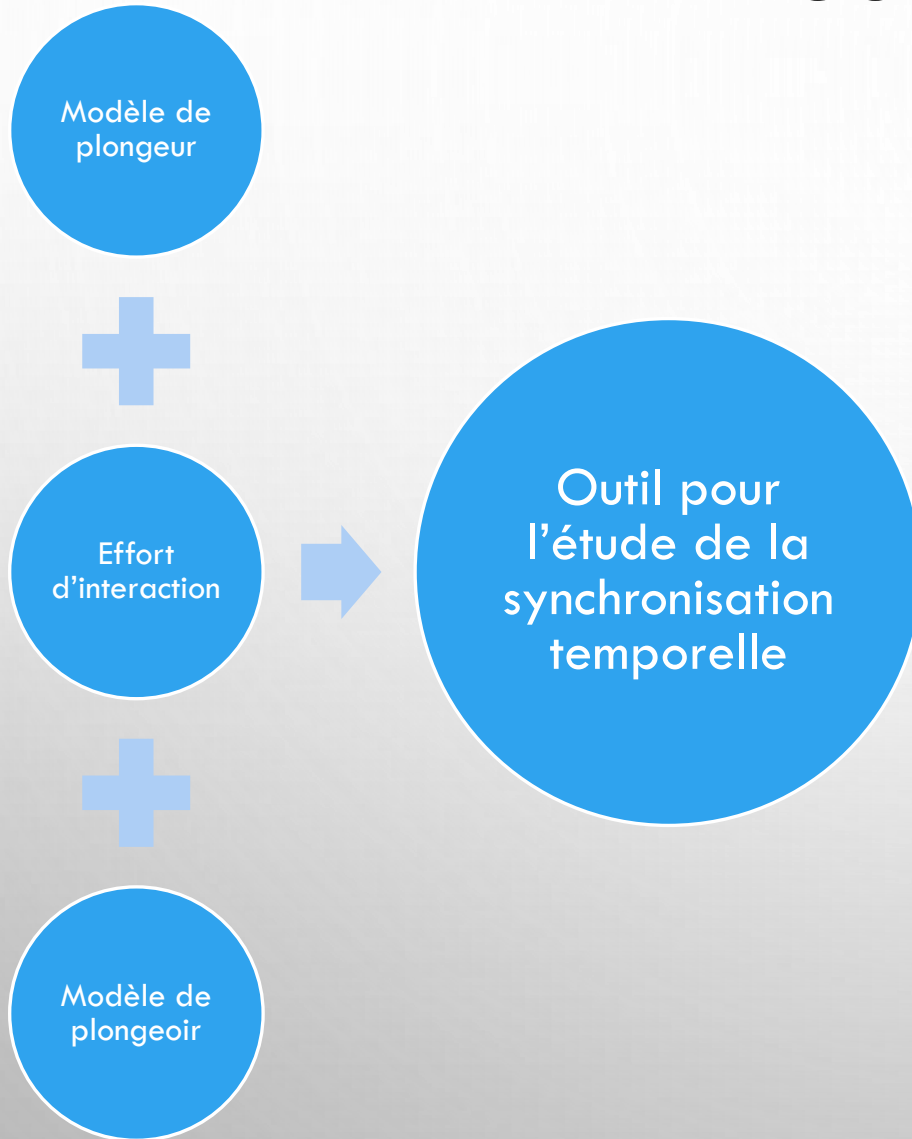 Modèle de
plongeur
Effort
d’interaction
Modèle de
plongeoir
Outil pour
l’étude de la
synchronisation
temporelle